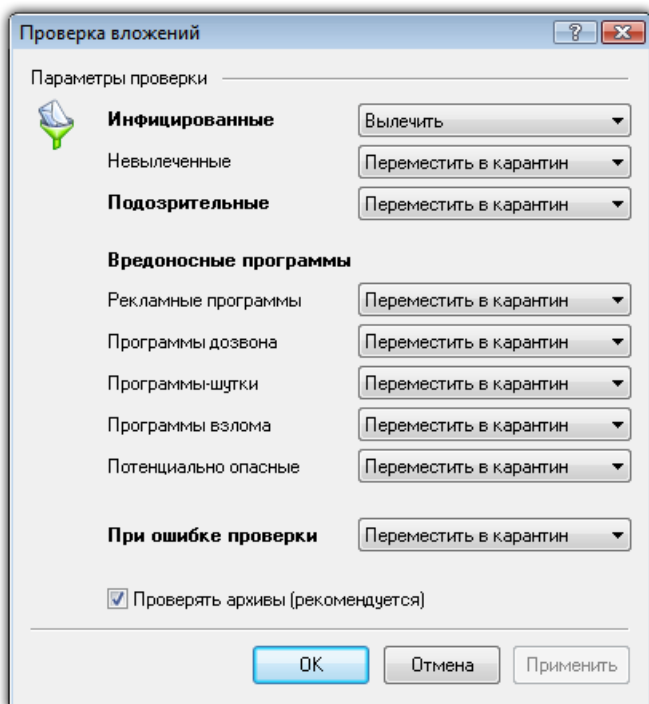 Проверка вложений
Параметры проверки
Инфицированные Вылечить
Невылеченные Переместить в карантин
Подозрительные Переместить в карантин
Вредоносные программы
Рекламные программы Переместить в карантин
Программы дозвона Переместить в карантин
Программы-шутки Переместить в карантин
Программы взлома Переместить в карантин
Потенциально опасные Переместить в карантин
При ошибке проверки Переместить в карантин
Проверять архивы (рекомендуется)
OK Отмена Применить